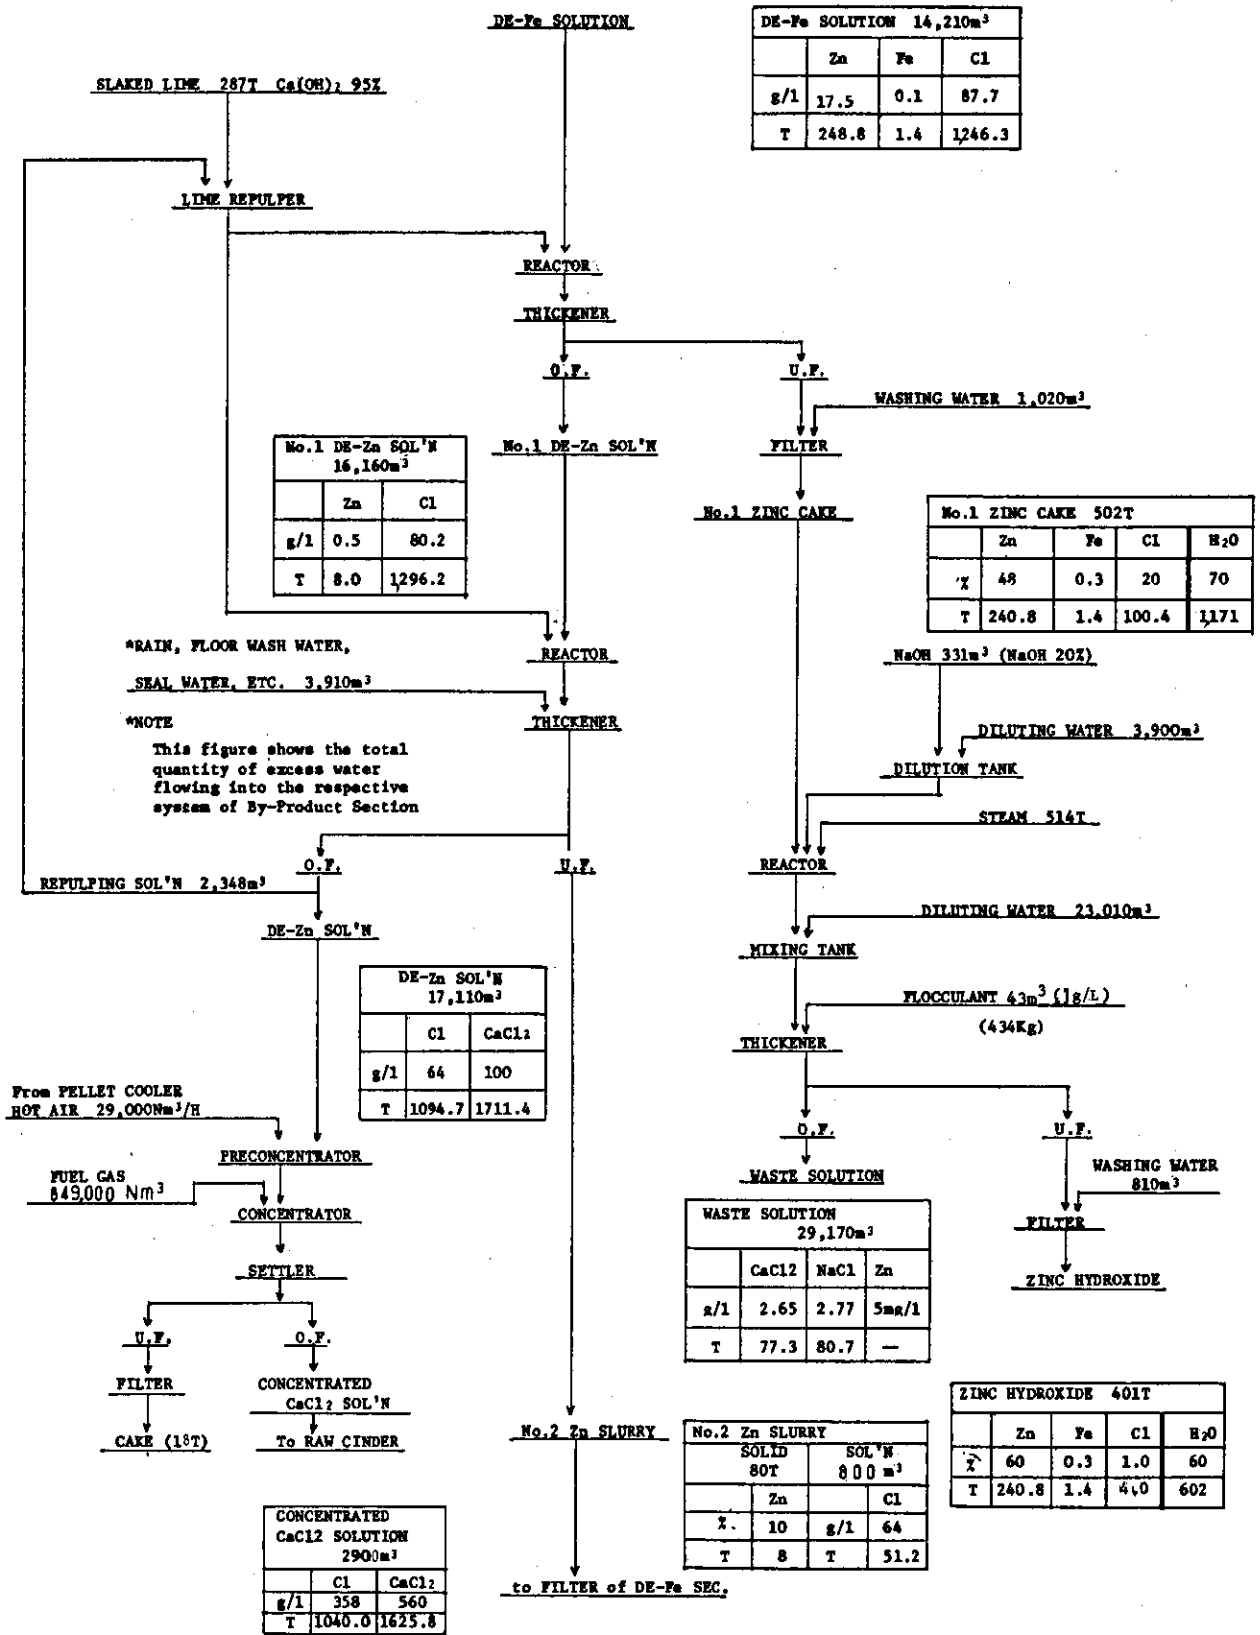 DE-Fe SOLUTION
DE-Fe SOLUTION 14,210m³
Zn Fe Cl
g/l 17.5 0.1 87.7
T 248.8 1.4 1246.3
SLAKED LIME 287T Ca(OH)₂ 95%
LIME REPULPER
REACTOR
THICKENER
O.F.
U.F.
WASHING WATER 1,020m³
No.1 DE-Zn SOL'N
16,160m³
Zn Cl
g/l 0.5 80.2
T 8.0 1296.2
No.1 DE-Zn SOL'N
FILTER
No.1 ZINC CAKE
No.1 ZINC CAKE 502T
Zn Fe Cl H₂O
% 48 0.3 20 70
T 240.8 1.4 100.4 1171
*RAIN, FLOOR WASH WATER,
SEAL WATER, ETC. 3,910m³
REACTOR
THICKENER
NaOH 331m³ (NaOH 20%)
DILUTING WATER 3,900m³
DILUTION TANK
*NOTE
This figure shows the total
quantity of excess water
flowing into the respective
system of By-Product Section
STEAM 514T
O.F.
U.F.
REACTOR
REPULPING SOL'N 2,348m³
DILUTING WATER 23,010m³
DE-Zn SOL'N
MIXING TANK
DE-Zn SOL'N
17,110m³
Cl CaCl₂
g/l 64 100
T 1094.7 1711.4
FLOCCULANT 43m³ (1g/L)
(434Kg)
THICKENER
From PELLET COOLER
HOT AIR 29,000Nm³/H
O.F.
U.F.
PRECONCENTRATOR
WASTE SOLUTION
WASHING WATER
810m³
FUEL GAS
849,000 Nm³
CONCENTRATOR
WASTE SOLUTION
29,170m³
CaCl2 NaCl Zn
g/l 2.65 2.77 5mg/l
T 77.3 80.7 —
FILTER
ZINC HYDROXIDE
SETTLER
U.F.
O.F.
FILTER
CONCENTRATED
CaCl₂ SOL'N
CAKE (18T)
To RAW CINDER
No.2 Zn SLURRY
No.2 Zn SLURRY
SOLID SOL'N
80T 800 m³
Zn Cl
%. 10 g/l 64
T 8 T 51.2
ZINC HYDROXIDE 401T
Zn Fe Cl H₂O
% 60 0.3 1.0 60
T 240.8 1.4 4.0 602
CONCENTRATED
CaCl2 SOLUTION
2900m³
Cl CaCl₂
g/l 358 560
T 1040.0 1625.8
to FILTER of DE-Fe SEC.